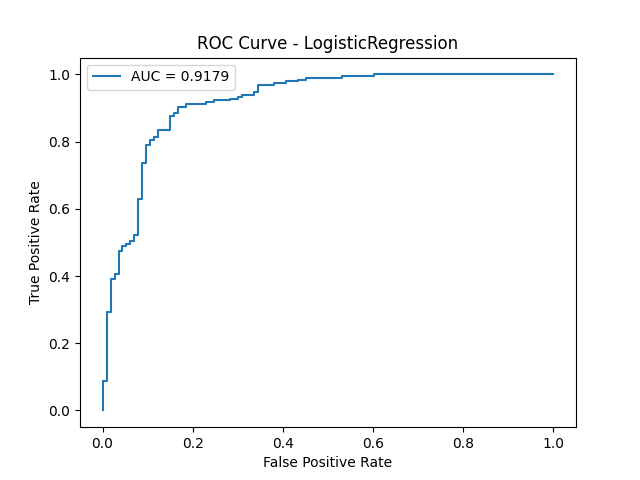 ROC Curve - LogisticRegression
AUC = 0.9179
True Positive Rate
1.0
0.8
0.6
0.4
0.2
0.0
0.0 0.2 0.4 0.6 0.8 1.0
False Positive Rate